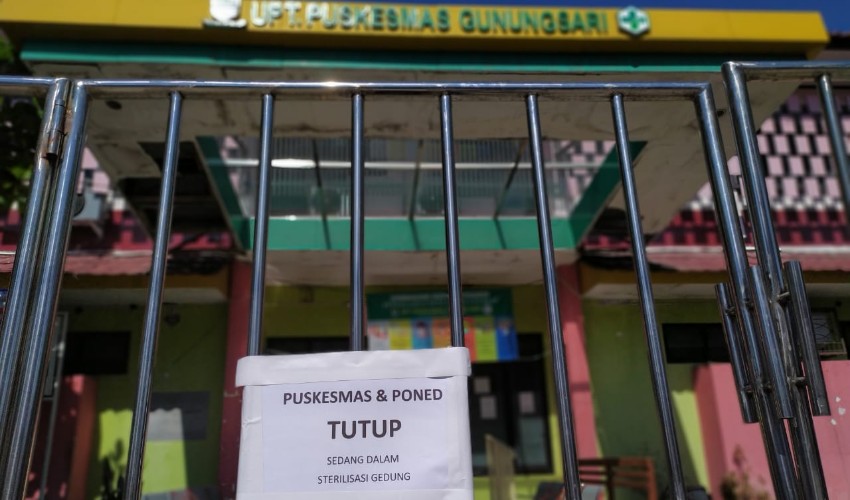 UPT. PUSKESMAS GUNUNGSARI
PUSKESMAS & PONED
TUTUP
SEDANG DALAM
STERILISASI GEDUNG